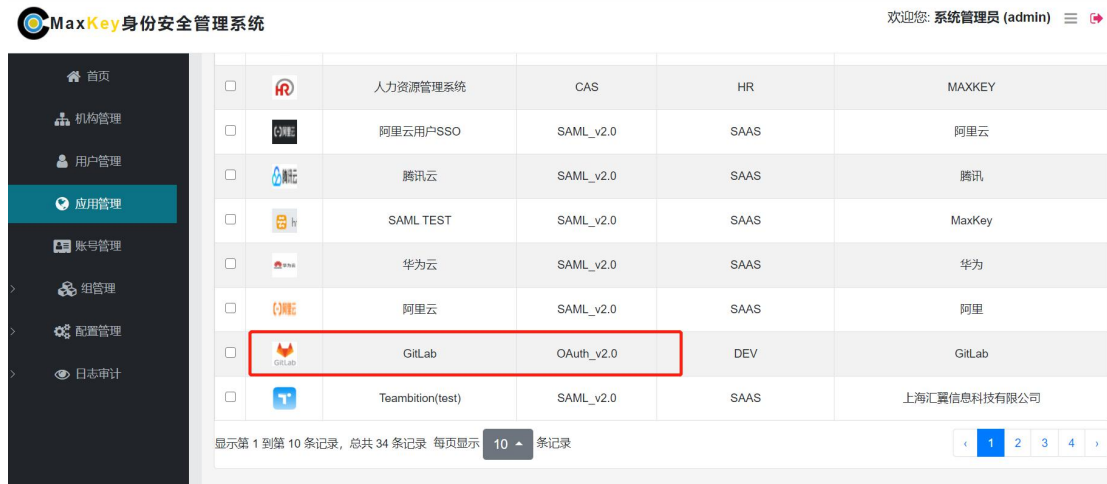 MaxKey身份安全管理系统
欢迎您: 系统管理员 (admin)
首页
机构管理
用户管理
应用管理
账号管理
组管理
配置管理
日志审计
人力资源管理系统 CAS HR MAXKEY
阿里云用户SSO SAML_v2.0 SAAS 阿里云
腾讯云 SAML_v2.0 SAAS 腾讯
SAML TEST SAML_v2.0 SAAS MaxKey
华为云 SAML_v2.0 SAAS 华为
阿里云 SAML_v2.0 SAAS 阿里
GitLab GitLab OAuth_v2.0 DEV GitLab
Teambition(test) SAML_v2.0 SAAS 上海汇翼信息科技有限公司
显示第 1 到第 10 条记录，总共 34 条记录 每页显示 10 条记录
‹ 1 2 3 4 ›